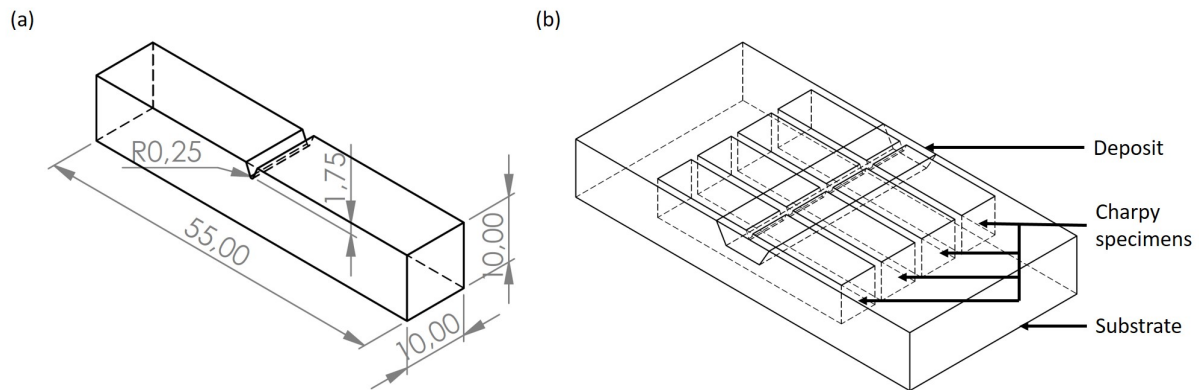 (a)
R0,25
1,75
55,00
10,00
10,00
(b)
Deposit
Charpy
specimens
Substrate